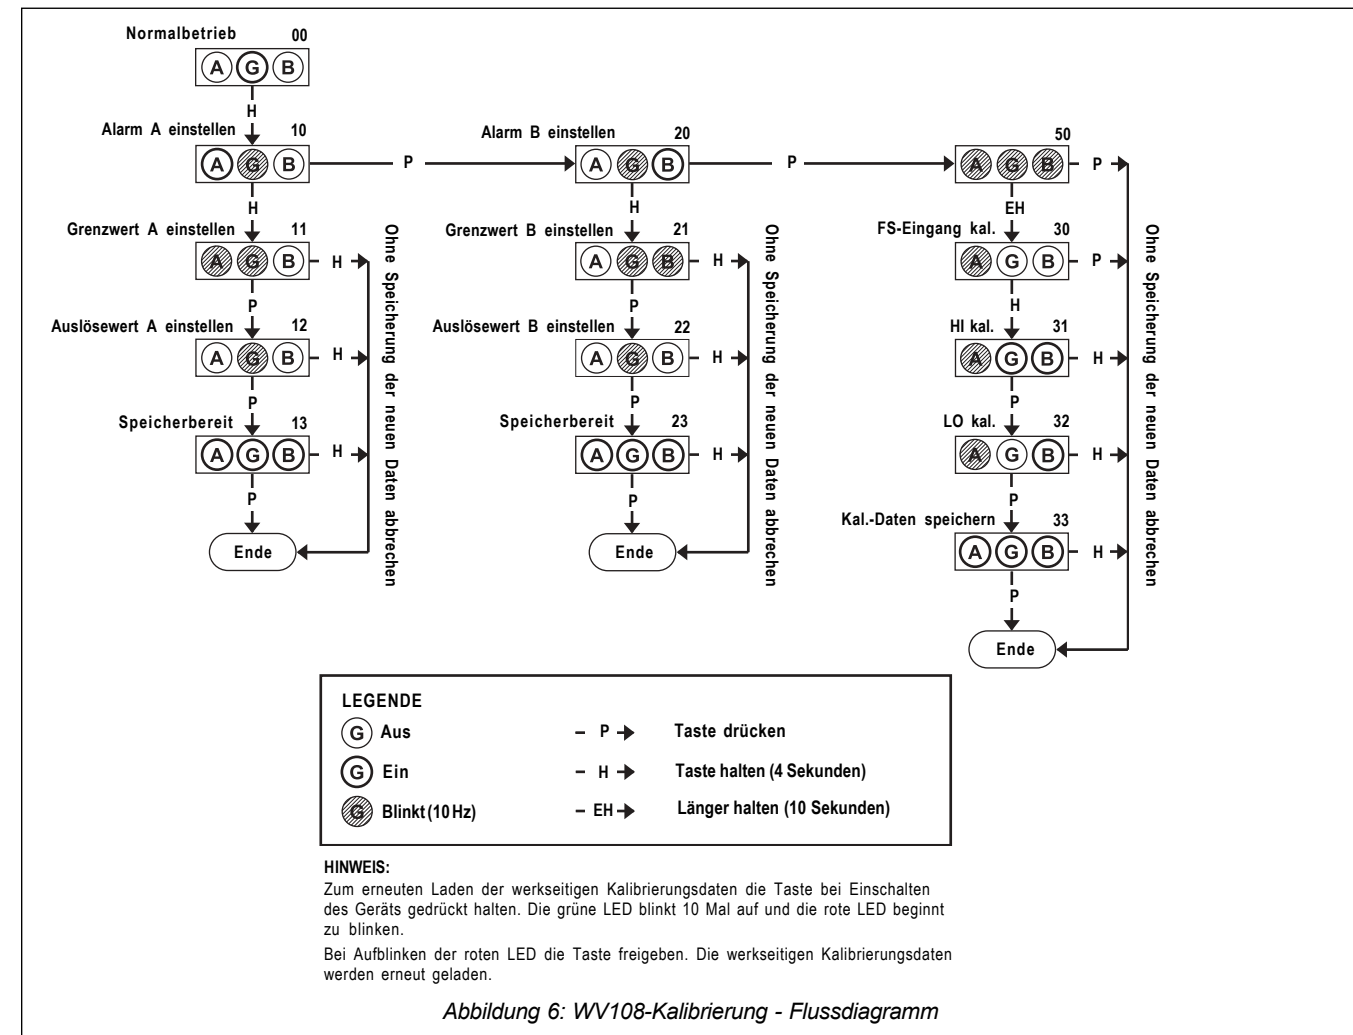 Normalbetrieb 00
A G B
H
Alarm A einstellen 10
A G B
P
Alarm B einstellen 20
A G B
P
50
A G B
P
H
Grenzwert A einstellen 11
A G B
H
P
Auslösewert A einstellen 12
A G B
H
P
Speicherbereit 13
A G B
H
P
Ende
Ohne Speicherung der neuen Daten abbrechen
H
Grenzwert B einstellen 21
A G B
H
P
Auslösewert B einstellen 22
A G B
H
P
Speicherbereit 23
A G B
H
P
Ende
Ohne Speicherung der neuen Daten abbrechen
EH
FS-Eingang kal. 30
A G B
P
H
HI kal. 31
A G B
H
P
LO kal. 32
A G B
H
P
Kal.-Daten speichern 33
A G B
H
P
Ende
Ohne Speicherung der neuen Daten abbrechen
LEGENDE
G Aus
P Taste drücken
G Ein
H Taste halten (4 Sekunden)
G Blinkt (10 Hz)
EH Länger halten (10 Sekunden)
HINWEIS:
Zum erneuten Laden der werkseitigen Kalibrierungsdaten die Taste bei Einschalten
des Geräts gedrückt halten. Die grüne LED blinkt 10 Mal auf und die rote LED beginnt
zu blinken.
Bei Aufblinken der roten LED die Taste freigeben. Die werkseitigen Kalibrierungsdaten
werden erneut geladen.
Abbildung 6: WV108-Kalibrierung - Flussdiagramm